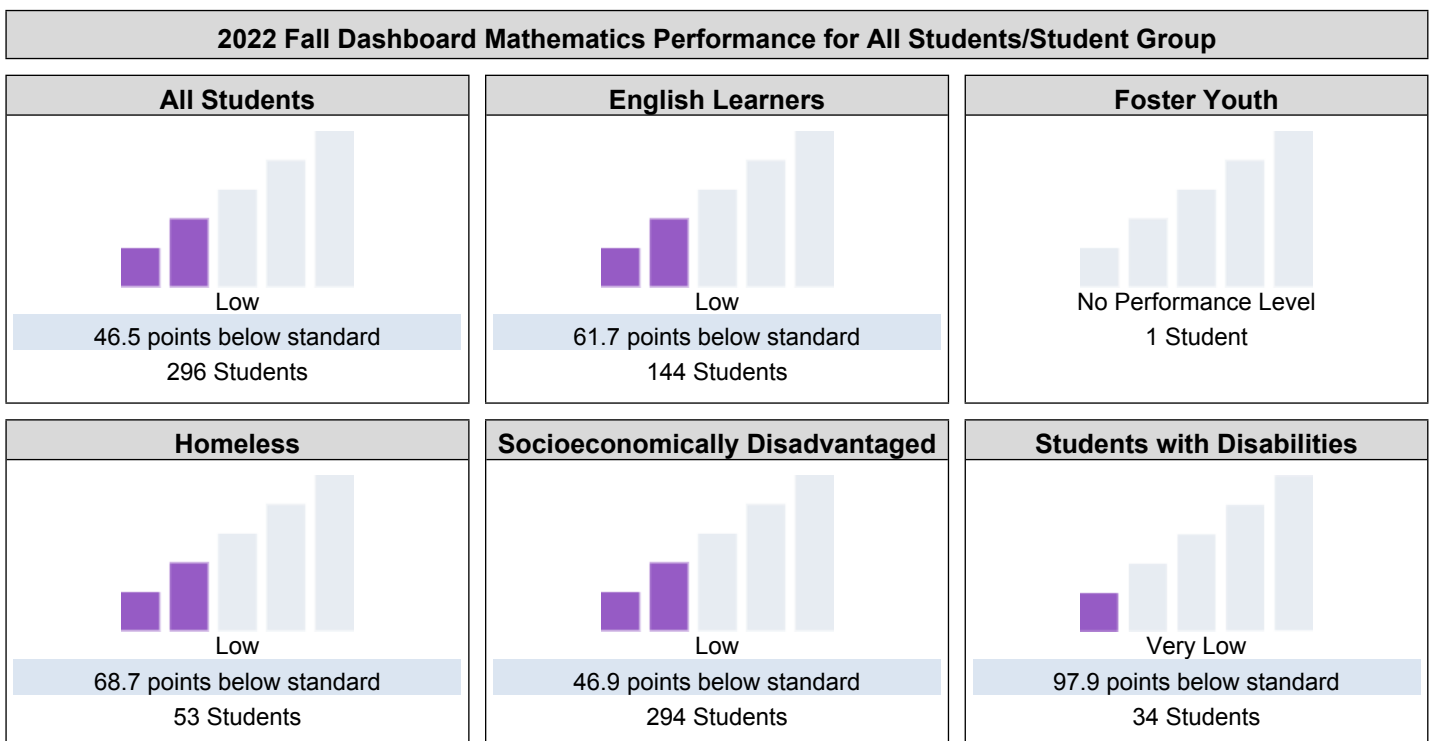 2022 Fall Dashboard Mathematics Performance for All Students/Student Group
All Students
Low
46.5 points below standard
296 Students
English Learners
Low
61.7 points below standard
144 Students
Foster Youth
No Performance Level
1 Student
Homeless
Low
68.7 points below standard
53 Students
Socioeconomically Disadvantaged
Low
46.9 points below standard
294 Students
Students with Disabilities
Very Low
97.9 points below standard
34 Students